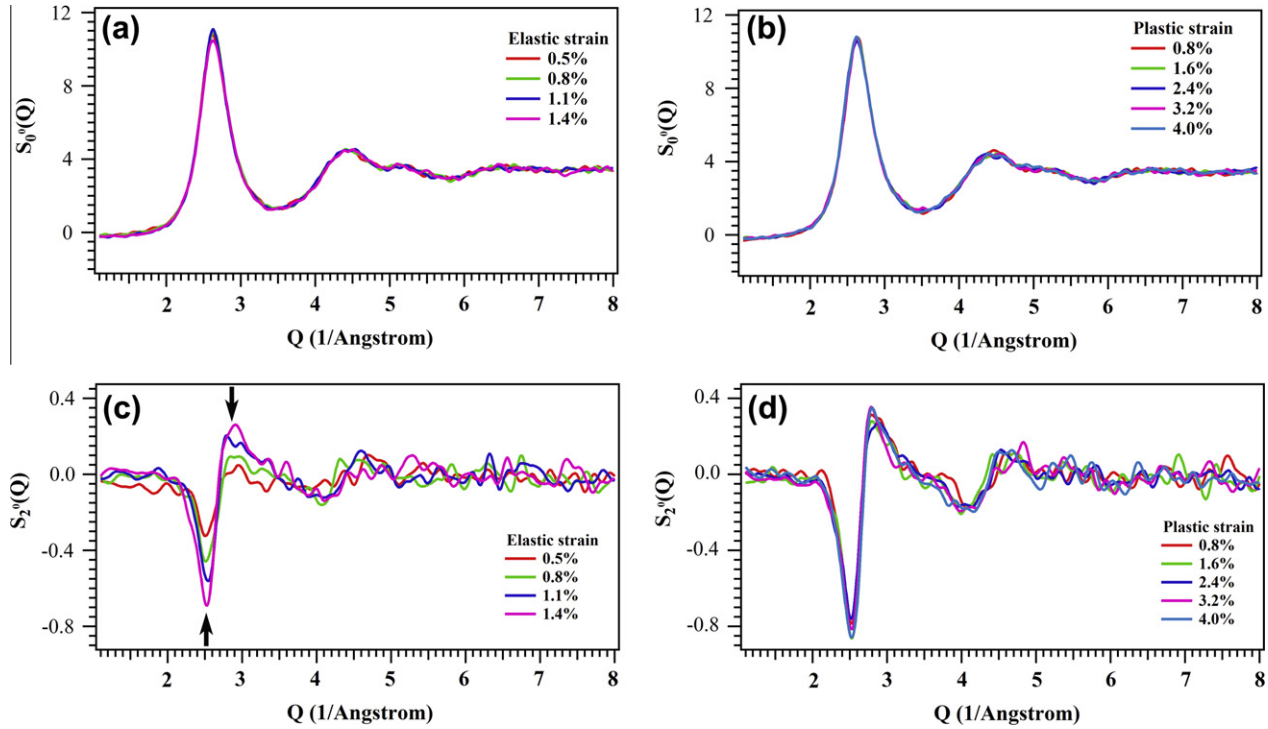 (a)
Elastic strain
0.5%
0.8%
1.1%
1.4%
S₀⁰(Q)
12
8
4
0
2 3 4 5 6 7 8
Q (1/Angstrom)
(b)
Plastic strain
0.8%
1.6%
2.4%
3.2%
4.0%
S₀⁰(Q)
12
8
4
0
2 3 4 5 6 7 8
Q (1/Angstrom)
(c)
S₂⁰(Q)
0.4
0.0
-0.4
-0.8
Elastic strain
0.5%
0.8%
1.1%
1.4%
2 3 4 5 6 7 8
Q (1/Angstrom)
(d)
S₂⁰(Q)
0.4
0.0
-0.4
-0.8
Plastic strain
0.8%
1.6%
2.4%
3.2%
4.0%
2 3 4 5 6 7 8
Q (1/Angstrom)